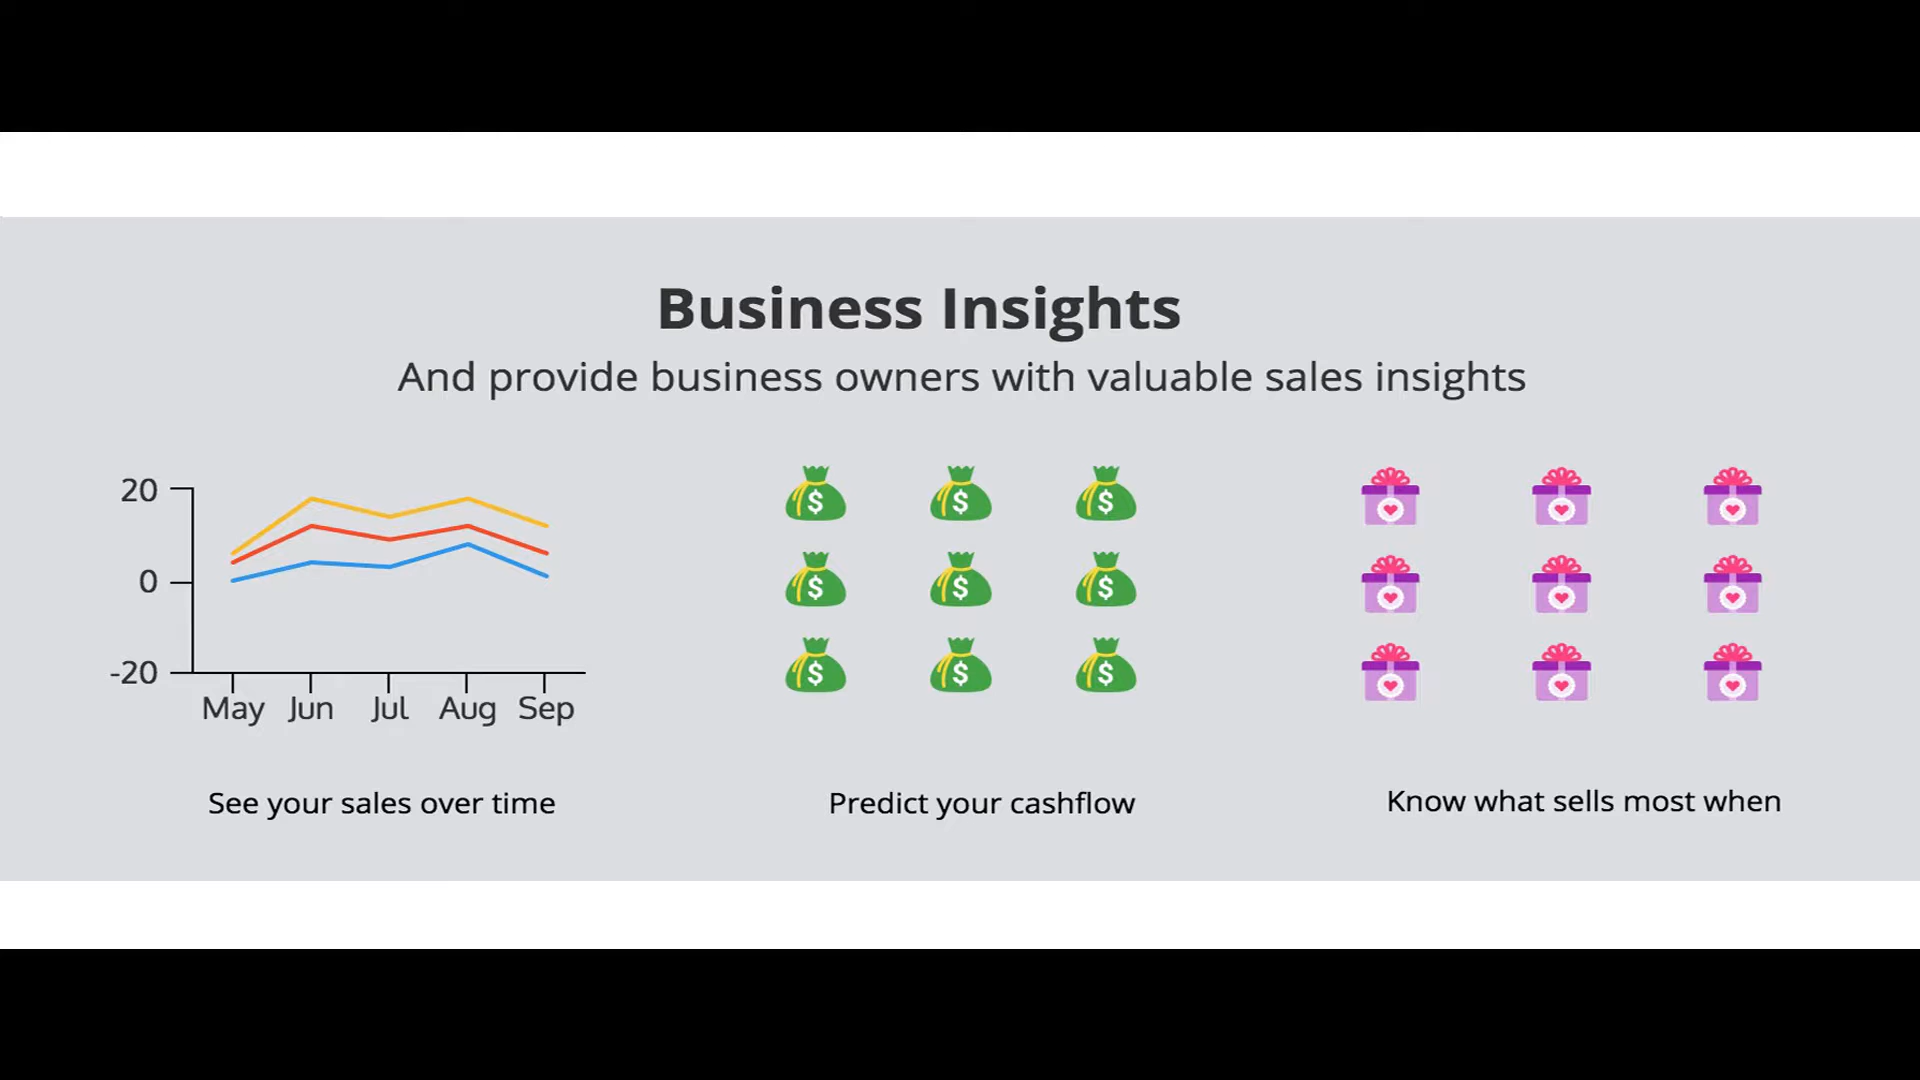 Business Insights
And provide business owners with valuable sales insights
20
0
-20
May Jun Jul Aug Sep
$ $ $
$ $ $
$ $ $
See your sales over time
Predict your cashflow
Know what sells most when